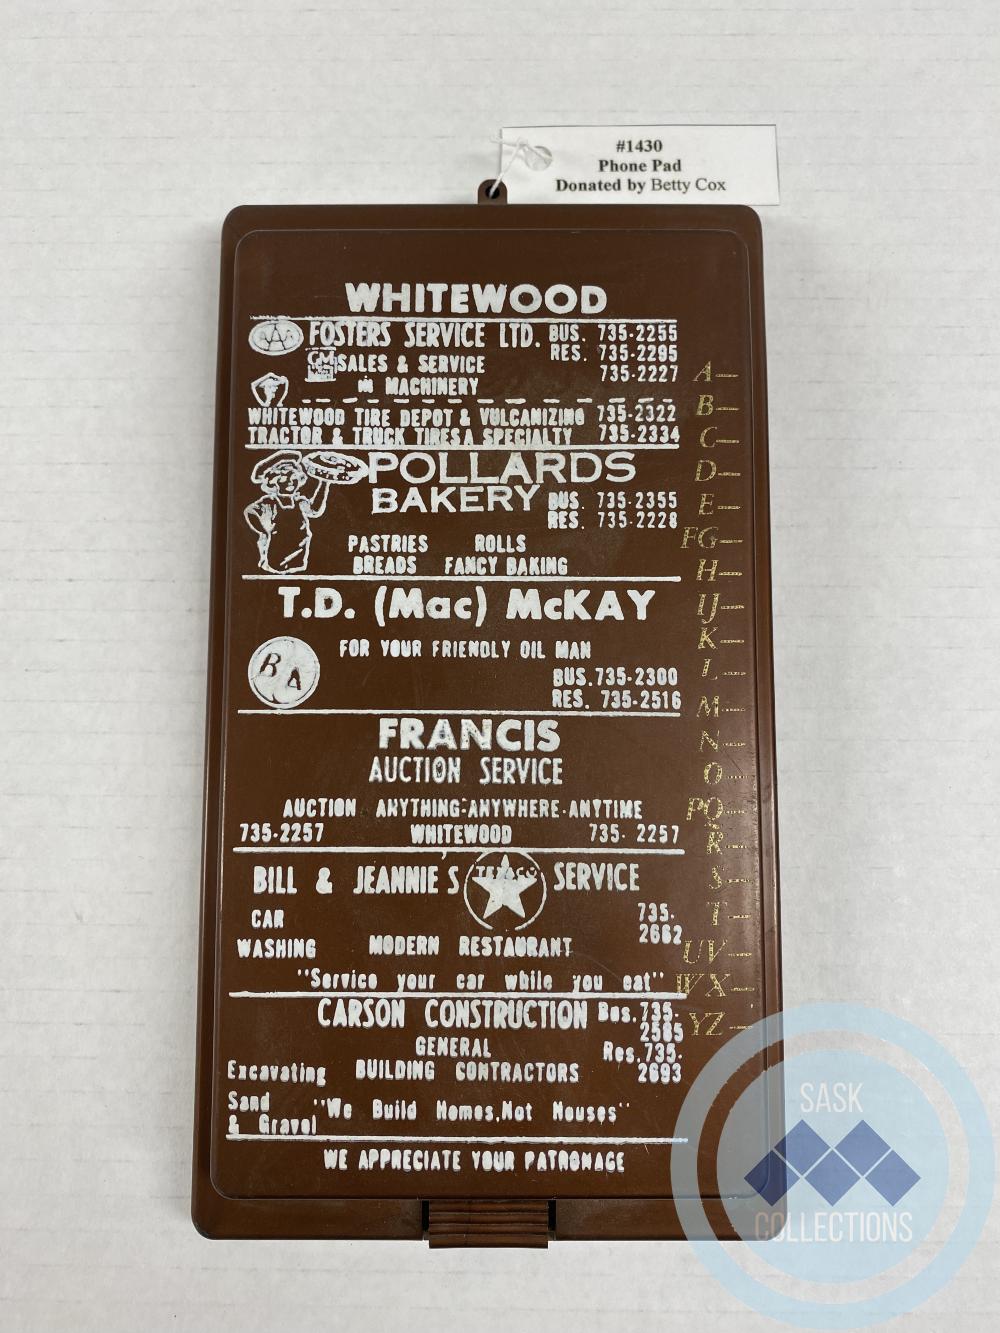 #1430
Phone Pad
Donated by Betty Cox
WHITEWOOD
AAA
FOSTERS SERVICE LTD. BUS. 735-2255
RES. 735-2295
GM SALES & SERVICE 735-2227
IH MACHINERY
WHITEWOOD TIRE DEPOT & VULCANIZING 735-2322
TRACTOR & TRUCK TIRES A SPECIALTY 735-2334
POLLARDS
BAKERY BUS. 735-2355
RES. 735-2228
PASTRIES ROLLS
BREADS FANCY BAKING
T.D. (Mac) McKAY
FOR YOUR FRIENDLY OIL MAN
BA
BUS. 735-2300
RES. 735-2516
FRANCIS
AUCTION SERVICE
AUCTION ANYTHING-ANYWHERE-ANYTIME
735-2257 WHITEWOOD 735-2257
BILL & JEANNIE'S TEXACO SERVICE
CAR 735-
2662
WASHING MODERN RESTAURANT
"Service your car while you eat"
CARSON CONSTRUCTION Bus. 735-
2585
GENERAL Res. 735-
Excavating BUILDING CONTRACTORS 2693
Sand "We Build Homes, Not Houses"
& Gravel
WE APPRECIATE YOUR PATRONAGE
A
B
C
D
E
FG
H
IJ
K
L
M
N
O
PQ
R
S
T
UV
WX
YZ
SASK
COLLECTIONS